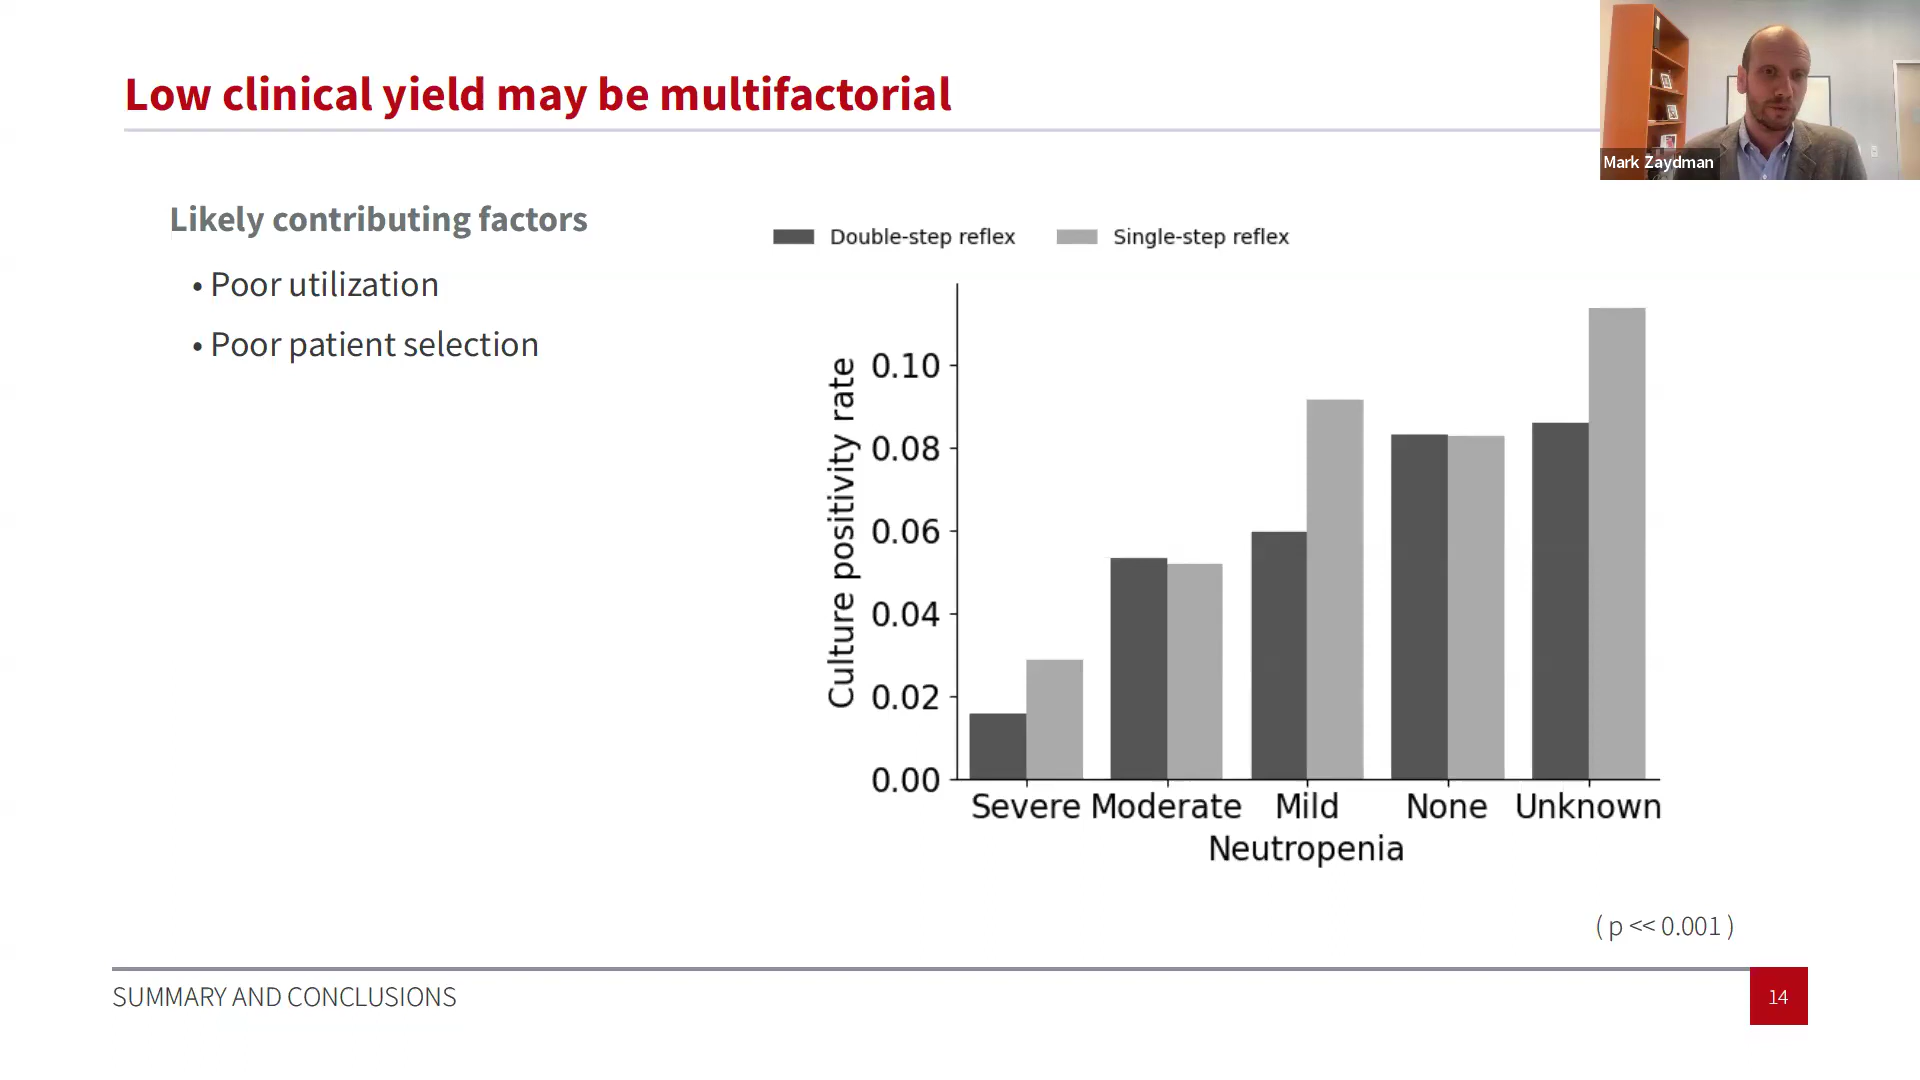 Low clinical yield may be multifactorial
Mark Zaydman
Likely contributing factors
• Poor utilization
• Poor patient selection
Double-step reflex
Single-step reflex
Culture positivity rate
0.10
0.08
0.06
0.04
0.02
0.00
Severe Moderate Mild None Unknown
Neutropenia
( p << 0.001 )
SUMMARY AND CONCLUSIONS
14